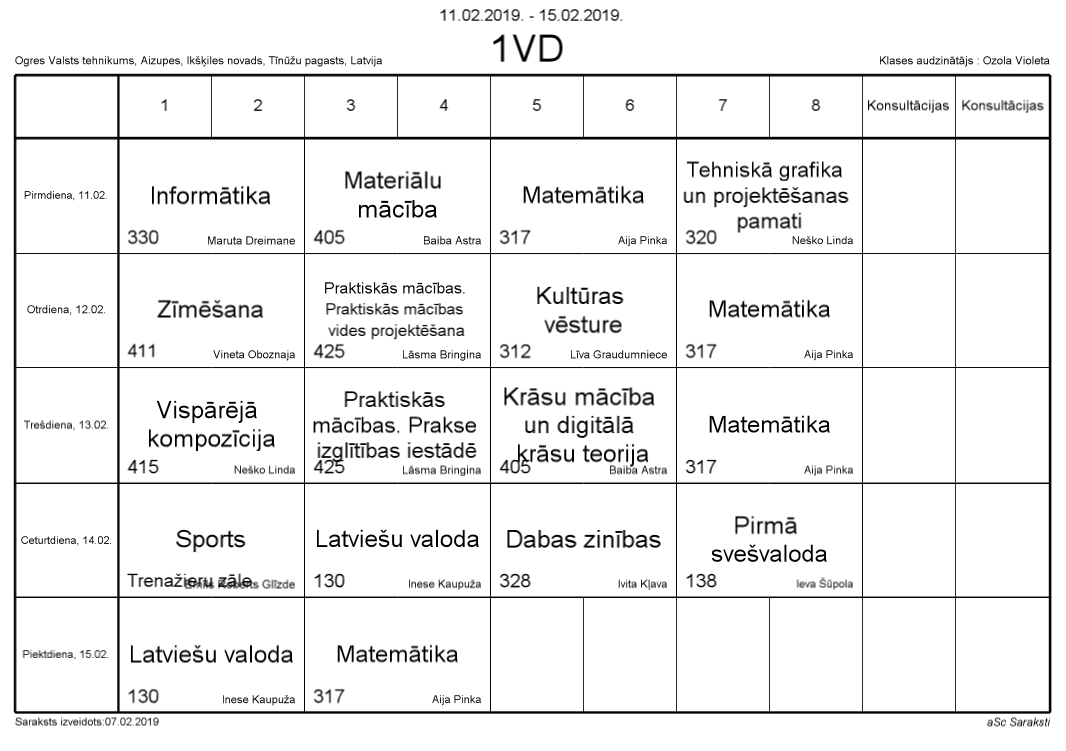 11.02.2019. - 15.02.2019.
1VD
Ogres Valsts tehnikums, Aizupes, Ikšķiles novads, Tīnūžu pagasts, Latvija
Klases audzinātājs : Ozola Violeta
1 2 3 4 5 6 7 8 Konsultācijas Konsultācijas
Pirmdiena, 11.02.
Informātika
330 Maruta Dreimane
Materiālu
mācība
405 Baiba Astra
Matemātika
317 Aija Pinka
Tehniskā grafika
un projektēšanas
pamati
320 Neško Linda
Otrdiena, 12.02.
Zīmēšana
411 Vineta Oboznaja
Praktiskās mācības.
Praktiskās mācības
vides projektēšana
425 Lāsma Bringina
Kultūras
vēsture
312 Līva Graudumniece
Matemātika
317 Aija Pinka
Trešdiena, 13.02.
Vispārējā
kompozīcija
415 Neško Linda
Praktiskās
mācības. Prakse
izglītības iestādē
425 Lāsma Bringina
Krāsu mācība
un digitālā
krāsu teorija
405 Baiba Astra
Matemātika
317 Aija Pinka
Ceturtdiena, 14.02.
Sports
Trenažieru zāle Emīls Roberts Glīzde
Latviešu valoda
130 Inese Kaupuža
Dabas zinības
328 Ivita Kļava
Pirmā
svešvaloda
138 Ieva Šūpola
Piektdiena, 15.02.
Latviešu valoda
130 Inese Kaupuža
Matemātika
317 Aija Pinka
Saraksts izveidots:07.02.2019
aSc Saraksti